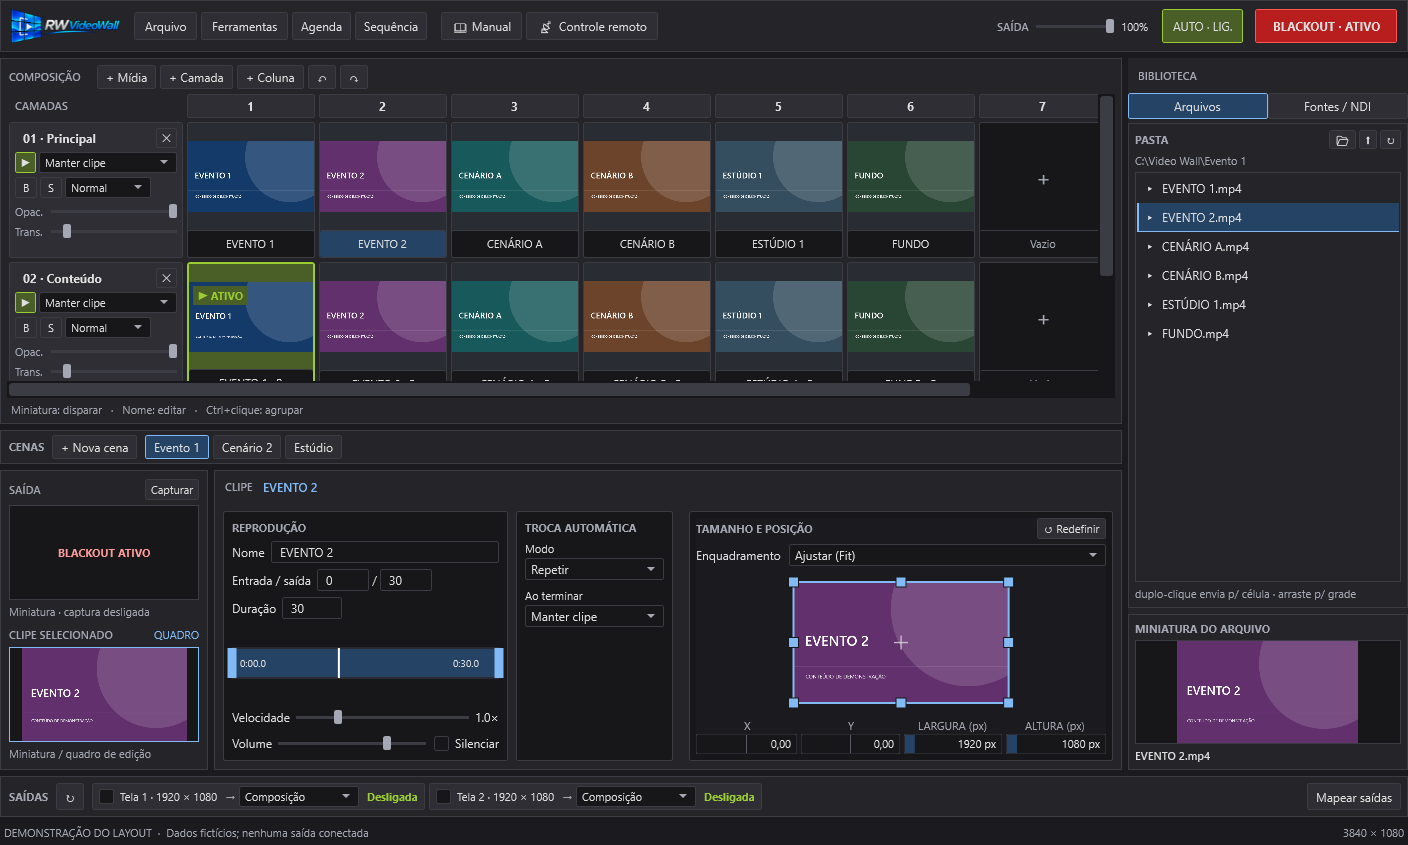 RWVideoWall Arquivo Ferramentas Agenda Sequência Manual Controle remoto SAÍDA 100% AUTO · LIG. BLACKOUT · ATIVO
COMPOSIÇÃO + Mídia + Camada + Coluna
CAMADAS 1 2 3 4 5 6 7
01 · Principal
Manter clipe
B S Normal
Opac.
Trans.
EVENTO 1 EVENTO 2 CENÁRIO A CENÁRIO B ESTÚDIO 1 FUNDO +
EVENTO 1 EVENTO 2 CENÁRIO A CENÁRIO B ESTÚDIO 1 FUNDO Vazio
02 · Conteúdo
Manter clipe
B S Normal
Opac.
Trans.
ATIVO
EVENTO 1 EVENTO 2 CENÁRIO A CENÁRIO B ESTÚDIO 1 FUNDO +
Miniatura: disparar · Nome: editar · Ctrl+clique: agrupar
CENAS + Nova cena Evento 1 Cenário 2 Estúdio
SAÍDA Capturar
BLACKOUT ATIVO
Miniatura · captura desligada
CLIPE SELECIONADO QUADRO
EVENTO 2
CONTEÚDO DE DEMONSTRAÇÃO
Miniatura / quadro de edição
CLIPE EVENTO 2
REPRODUÇÃO
Nome EVENTO 2
Entrada / saída 0 / 30
Duração 30
0:00.0 0:30.0
Velocidade 1.0×
Volume Silenciar
TROCA AUTOMÁTICA
Modo
Repetir
Ao terminar
Manter clipe
TAMANHO E POSIÇÃO Redefinir
Enquadramento Ajustar (Fit)
EVENTO 2
CONTEÚDO DE DEMONSTRAÇÃO
X Y LARGURA (px) ALTURA (px)
0,00 0,00 1920 px 1080 px
BIBLIOTECA
Arquivos Fontes / NDI
PASTA
C:\Video Wall\Evento 1
EVENTO 1.mp4
EVENTO 2.mp4
CENÁRIO A.mp4
CENÁRIO B.mp4
ESTÚDIO 1.mp4
FUNDO.mp4
duplo-clique envia p/ célula · arraste p/ grade
MINIATURA DO ARQUIVO
EVENTO 2
CONTEÚDO DE DEMONSTRAÇÃO
EVENTO 2.mp4
SAÍDAS Tela 1 · 1920 × 1080 → Composição Desligada Tela 2 · 1920 × 1080 → Composição Desligada Mapear saídas
DEMONSTRAÇÃO DO LAYOUT · Dados fictícios; nenhuma saída conectada 3840 × 1080